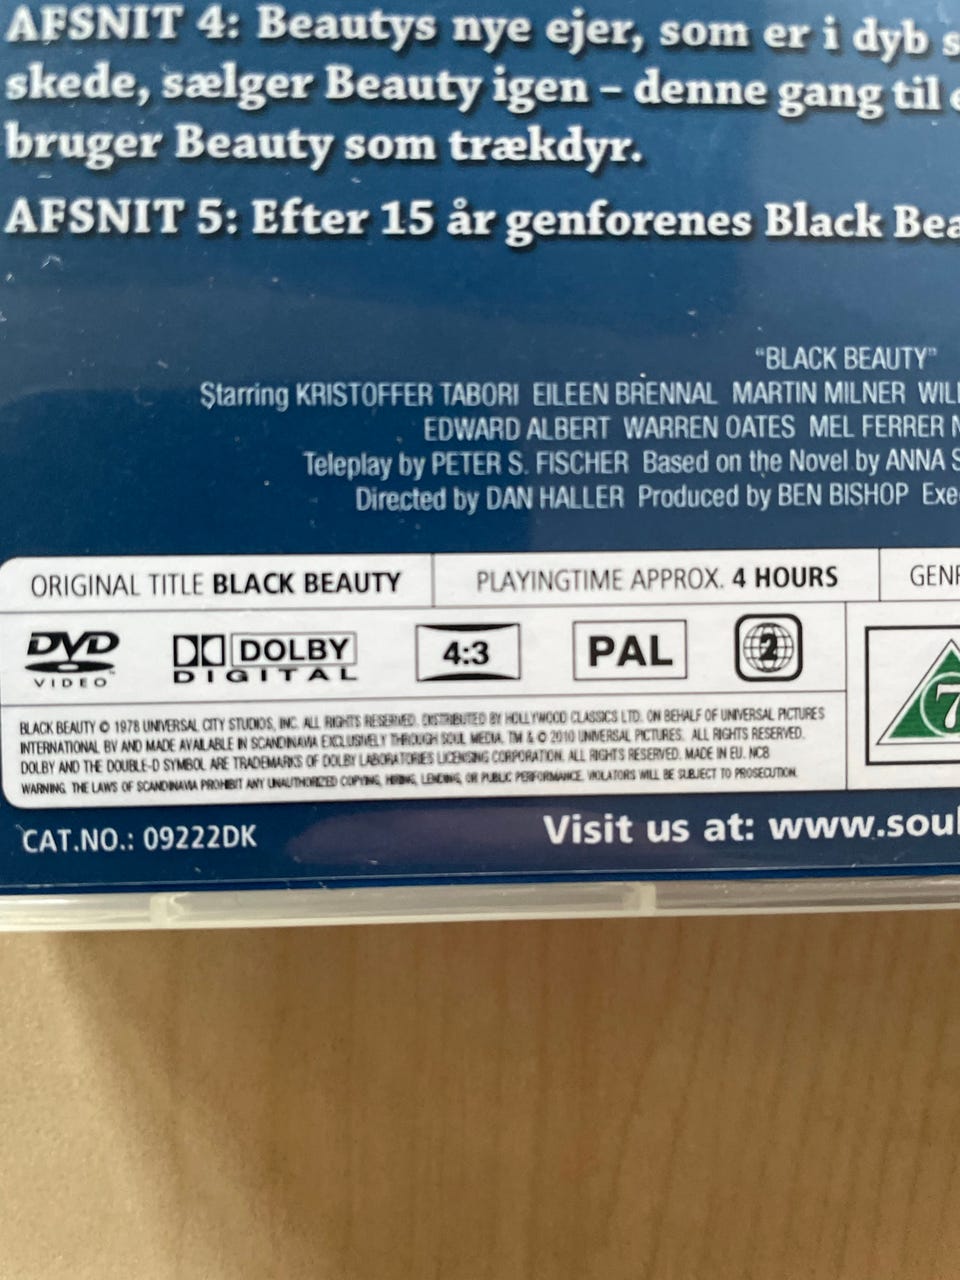 AFSNIT 4: Beautys nye ejer, som er i dyb s
skede, sælger Beauty igen – denne gang til e
bruger Beauty som trækdyr.
AFSNIT 5: Efter 15 år genforenes Black Bea
"BLACK BEAUTY"
Starring KRISTOFFER TABORI EILEEN BRENNAL MARTIN MILNER WIL
EDWARD ALBERT WARREN OATES MEL FERRER N
Teleplay by PETER S. FISCHER Based on the Novel by ANNA S
Directed by DAN HALLER Produced by BEN BISHOP Exe
ORIGINAL TITLE BLACK BEAUTY PLAYINGTIME APPROX. 4 HOURS GENR
DVD VIDEO™ DOLBY DIGITAL 4:3 PAL 2 7
BLACK BEAUTY © 1978 UNIVERSAL CITY STUDIOS, INC. ALL RIGHTS RESERVED. DISTRIBUTED BY HOLLYWOOD CLASSICS LTD. ON BEHALF OF UNIVERSAL PICTURES
INTERNATIONAL BV AND MADE AVAILABLE IN SCANDINAVIA EXCLUSIVELY THROUGH SOUL MEDIA. TM & © 2010 UNIVERSAL PICTURES. ALL RIGHTS RESERVED.
DOLBY AND THE DOUBLE-D SYMBOL ARE TRADEMARKS OF DOLBY LABORATORIES LICENSING CORPORATION. ALL RIGHTS RESERVED. MADE IN EU. NCB
WARNING. THE LAWS OF SCANDINAVIA PROHIBIT ANY UNAUTHORIZED COPYING, HIRING, LENDING, OR PUBLIC PERFORMANCE. VIOLATORS WILL BE SUBJECT TO PROSECUTION.
CAT.NO.: 09222DK Visit us at: www.soul